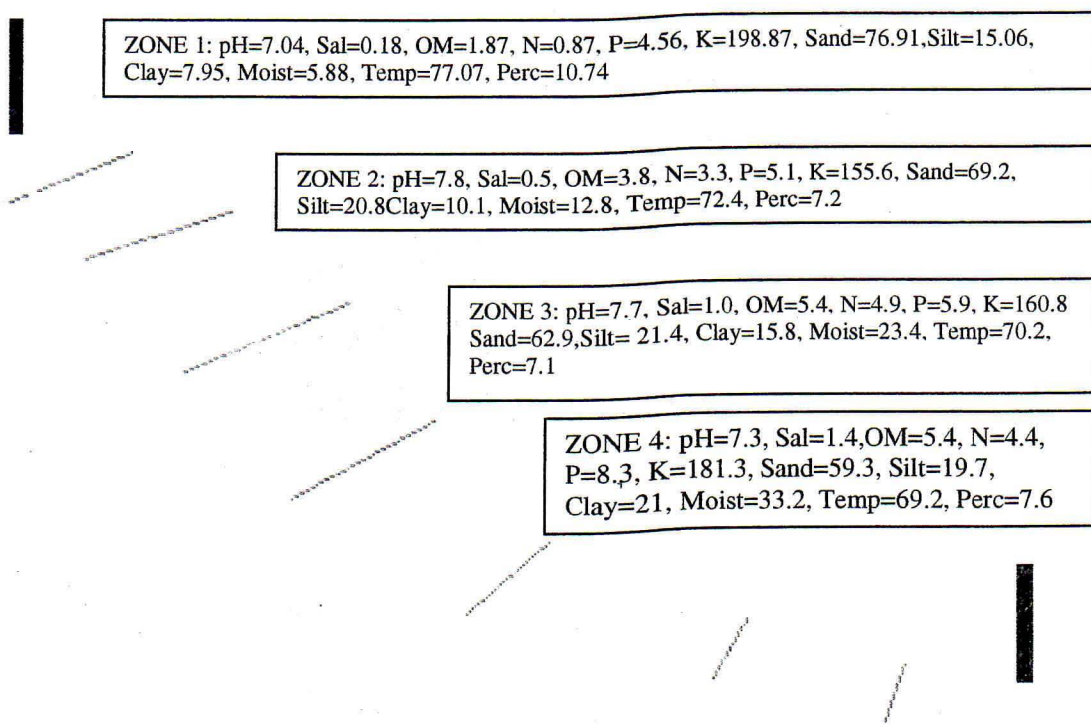 ZONE 1: pH=7.04, Sal=0.18, OM=1.87, N=0.87, P=4.56, K=198.87, Sand=76.91,Silt=15.06,
Clay=7.95, Moist=5.88, Temp=77.07, Perc=10.74
ZONE 2: pH=7.8, Sal=0.5, OM=3.8, N=3.3, P=5.1, K=155.6, Sand=69.2,
Silt=20.8Clay=10.1, Moist=12.8, Temp=72.4, Perc=7.2
ZONE 3: pH=7.7, Sal=1.0, OM=5.4, N=4.9, P=5.9, K=160.8
Sand=62.9,Silt= 21.4, Clay=15.8, Moist=23.4, Temp=70.2,
Perc=7.1
ZONE 4: pH=7.3, Sal=1.4,OM=5.4, N=4.4,
P=8.3, K=181.3, Sand=59.3, Silt=19.7,
Clay=21, Moist=33.2, Temp=69.2, Perc=7.6